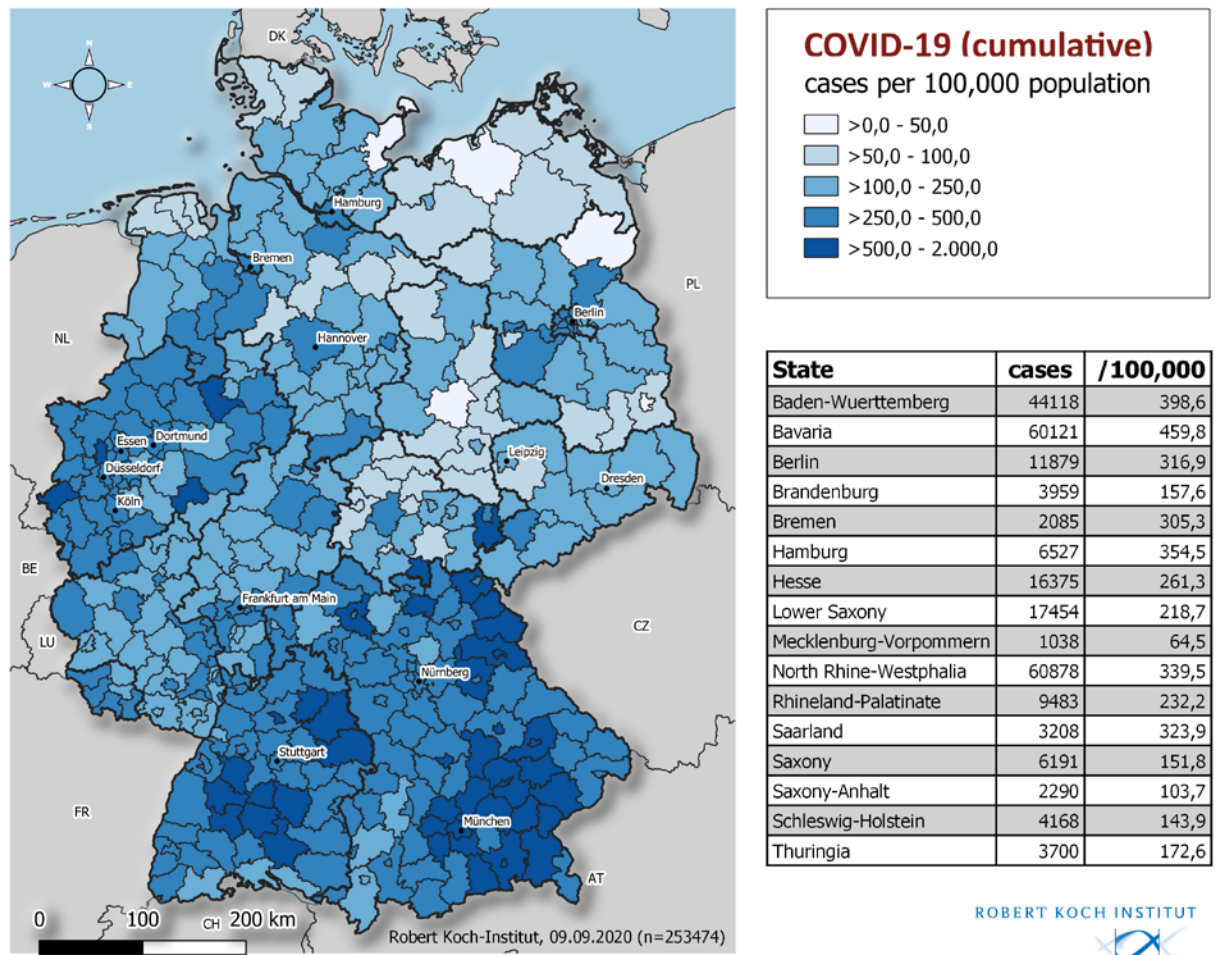 DK
N
W
E
S
Hamburg
Bremen
PL
Berlin
NL
Hannover
Essen
Dortmund
Düsseldorf
Leipzig
Dresden
Köln
BE
Frankfurt am Main
LU
CZ
Nürnberg
Stuttgart
FR
München
AT
0 100 200 km
CH
Robert Koch-Institut, 09.09.2020 (n=253474)
COVID-19 (cumulative)
cases per 100,000 population
>0,0 - 50,0
>50,0 - 100,0
>100,0 - 250,0
>250,0 - 500,0
>500,0 - 2.000,0
State cases /100,000
Baden-Wuerttemberg 44118 398,6
Bavaria 60121 459,8
Berlin 11879 316,9
Brandenburg 3959 157,6
Bremen 2085 305,3
Hamburg 6527 354,5
Hesse 16375 261,3
Lower Saxony 17454 218,7
Mecklenburg-Vorpommern 1038 64,5
North Rhine-Westphalia 60878 339,5
Rhineland-Palatinate 9483 232,2
Saarland 3208 323,9
Saxony 6191 151,8
Saxony-Anhalt 2290 103,7
Schleswig-Holstein 4168 143,9
Thuringia 3700 172,6
ROBERT KOCH INSTITUT